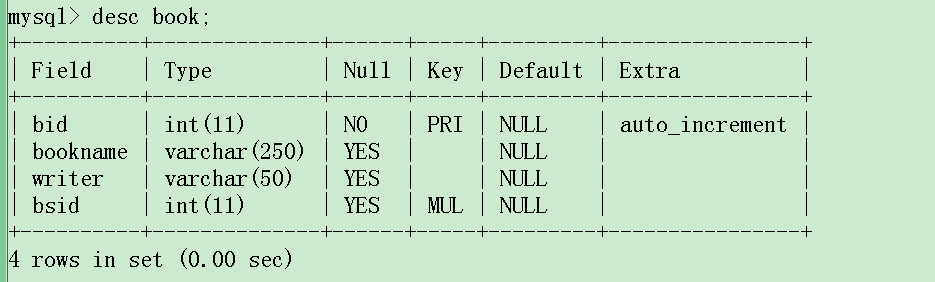 mysql> desc book;
+----------+--------------+------+-----+---------+----------------+
| Field    | Type         | Null | Key | Default | Extra          |
+----------+--------------+------+-----+---------+----------------+
| bid      | int(11)      | NO   | PRI | NULL    | auto_increment |
| bookname | varchar(250) | YES  |     | NULL    |                |
| writer   | varchar(50)  | YES  |     | NULL    |                |
| bsid     | int(11)      | YES  | MUL | NULL    |                |
+----------+--------------+------+-----+---------+----------------+
4 rows in set (0.00 sec)